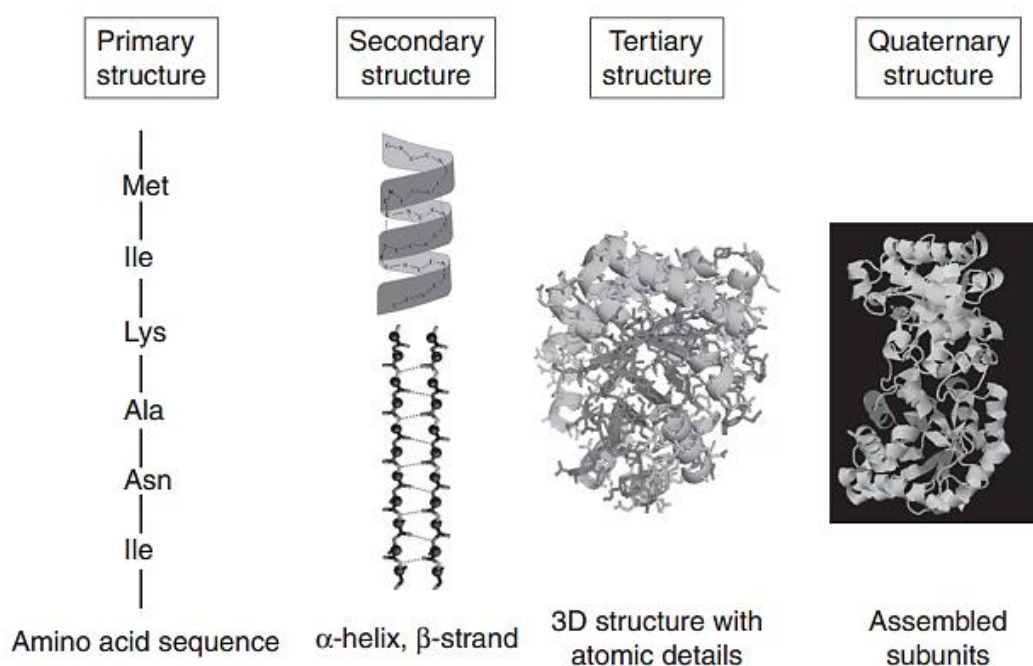 Primary
structure
Secondary
structure
Tertiary
structure
Quaternary
structure
Met
Ile
Lys
Ala
Asn
Ile
Amino acid sequence
α-helix, β-strand
3D structure with
atomic details
Assembled
subunits